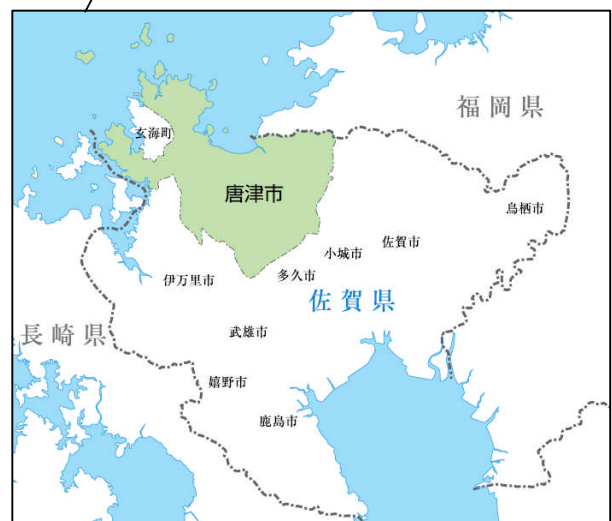 福岡県
玄海町
唐津市
鳥栖市
佐賀市
小城市
多久市
伊万里市
佐賀県
長崎県
武雄市
嬉野市
鹿島市